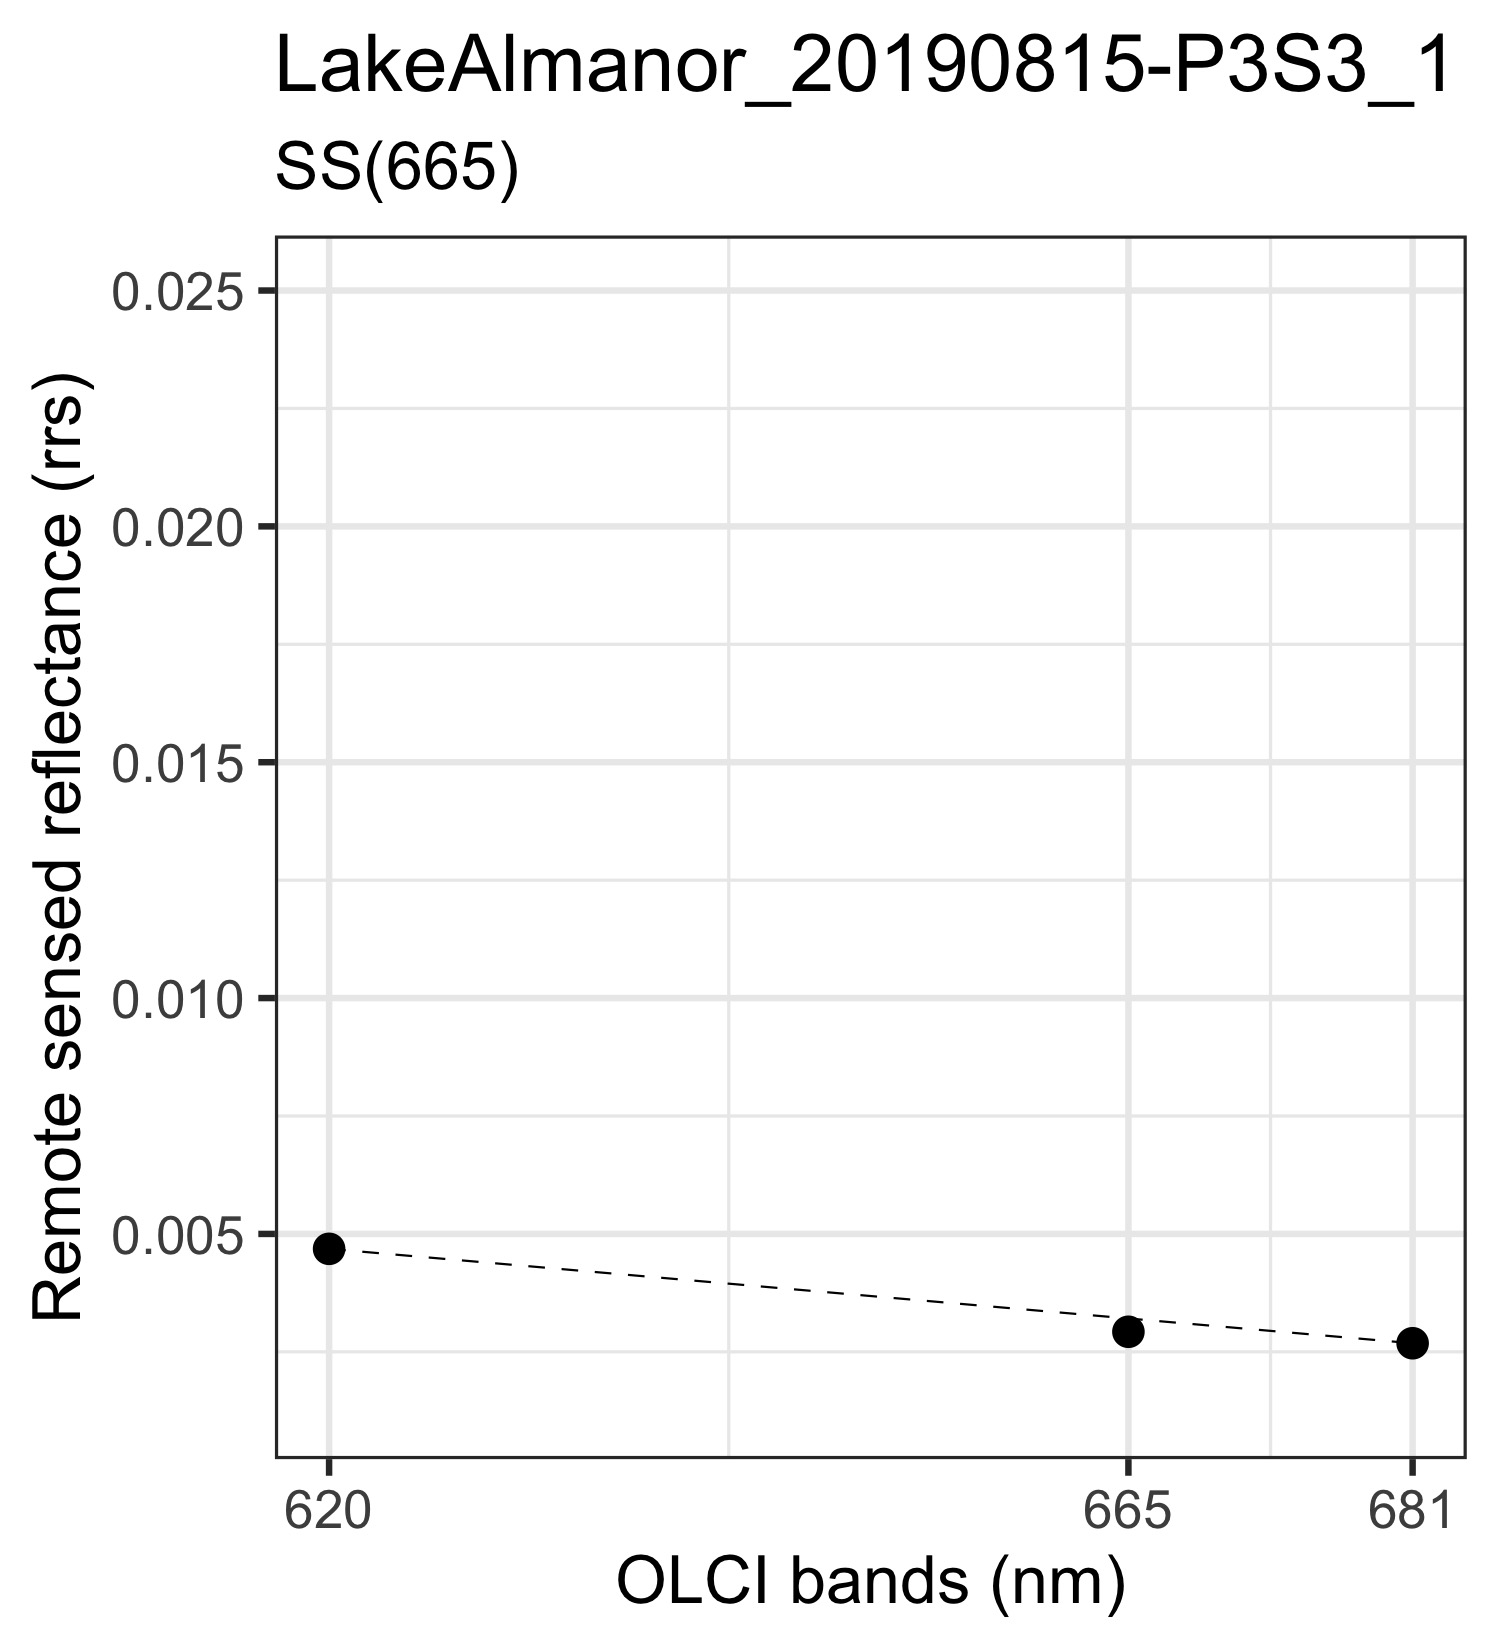 LakeAlmanor_20190815-P3S3_1
SS(665)
Remote sensed reflectance (rrs)
0.025
0.020
0.015
0.010
0.005
620 665 681
OLCI bands (nm)